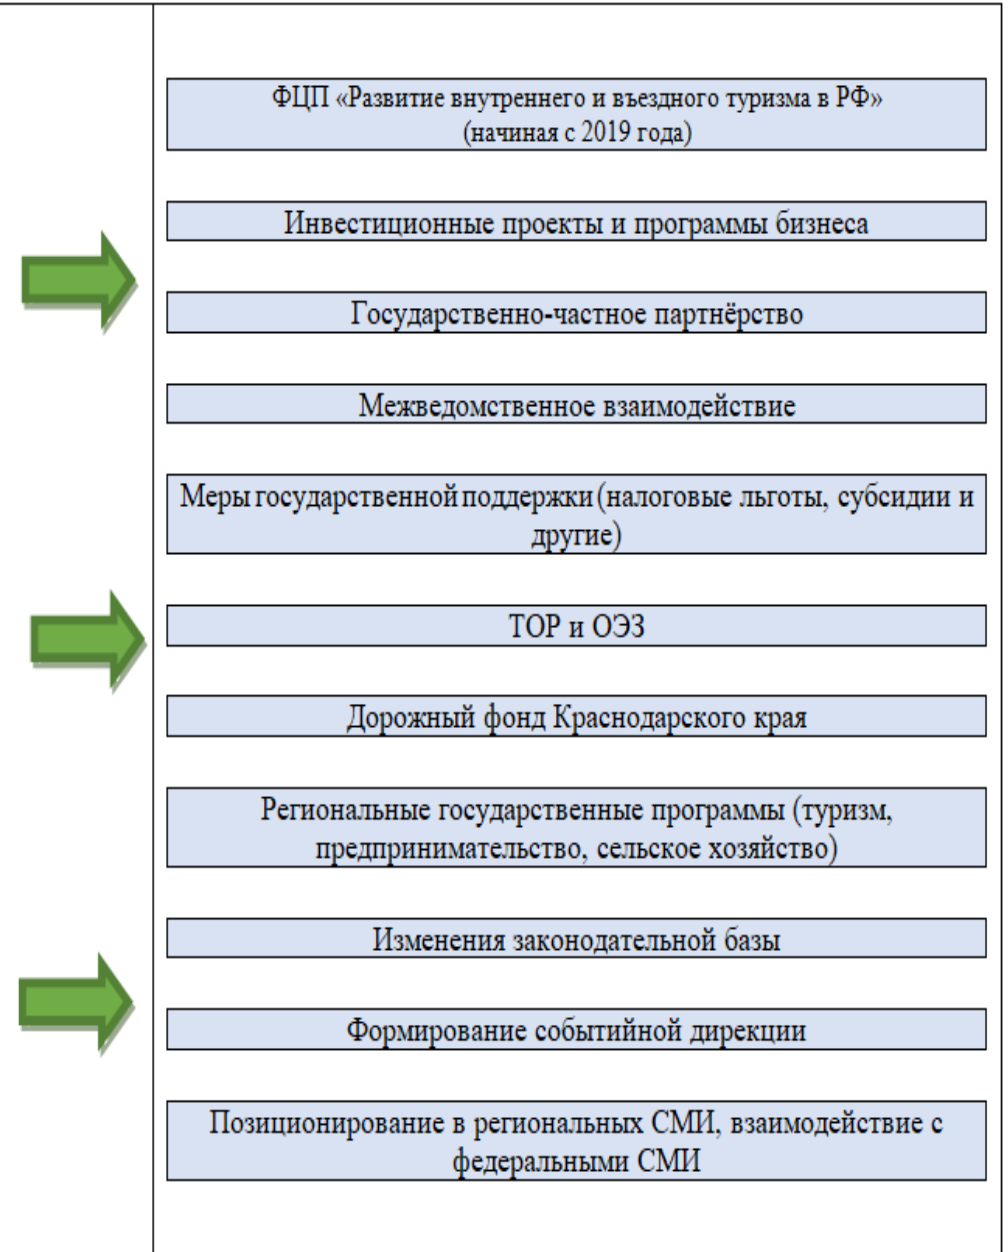 ФЦП «Развитие внутреннего и въездного туризма в РФ»
(начиная с 2019 года)
Инвестиционные проекты и программы бизнеса
Государственно-частное партнёрство
Межведомственное взаимодействие
Меры государственной поддержки (налоговые льготы, субсидии и
другие)
ТОР и ОЭЗ
Дорожный фонд Краснодарского края
Региональные государственные программы (туризм,
предпринимательство, сельское хозяйство)
Изменения законодательной базы
Формирование событийной дирекции
Позиционирование в региональных СМИ, взаимодействие с
федеральными СМИ